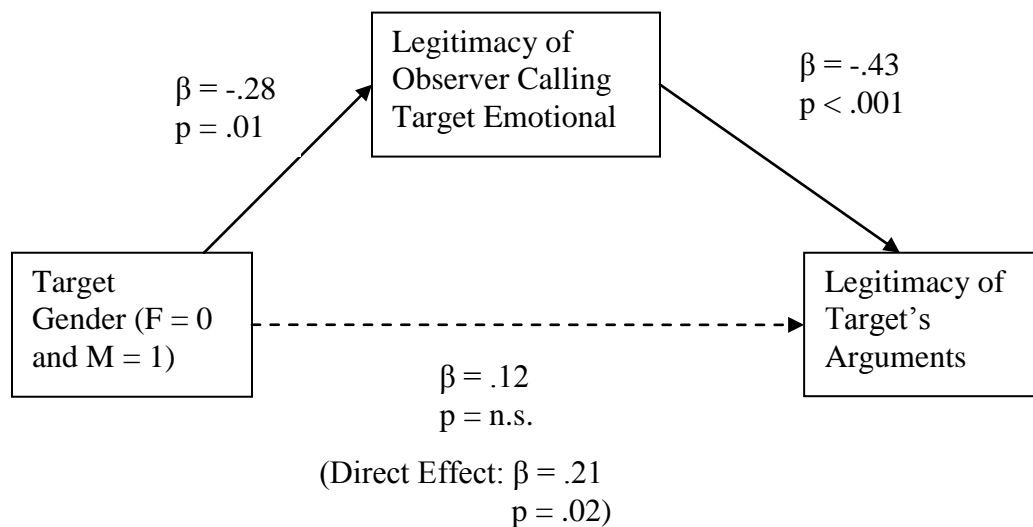 Legitimacy of
Observer Calling
Target Emotional
β = -.28
p = .01
β = -.43
p < .001
Target
Gender (F = 0
and M = 1)
Legitimacy of
Target’s
Arguments
β = .12
p = n.s.
(Direct Effect: β = .21
p = .02)